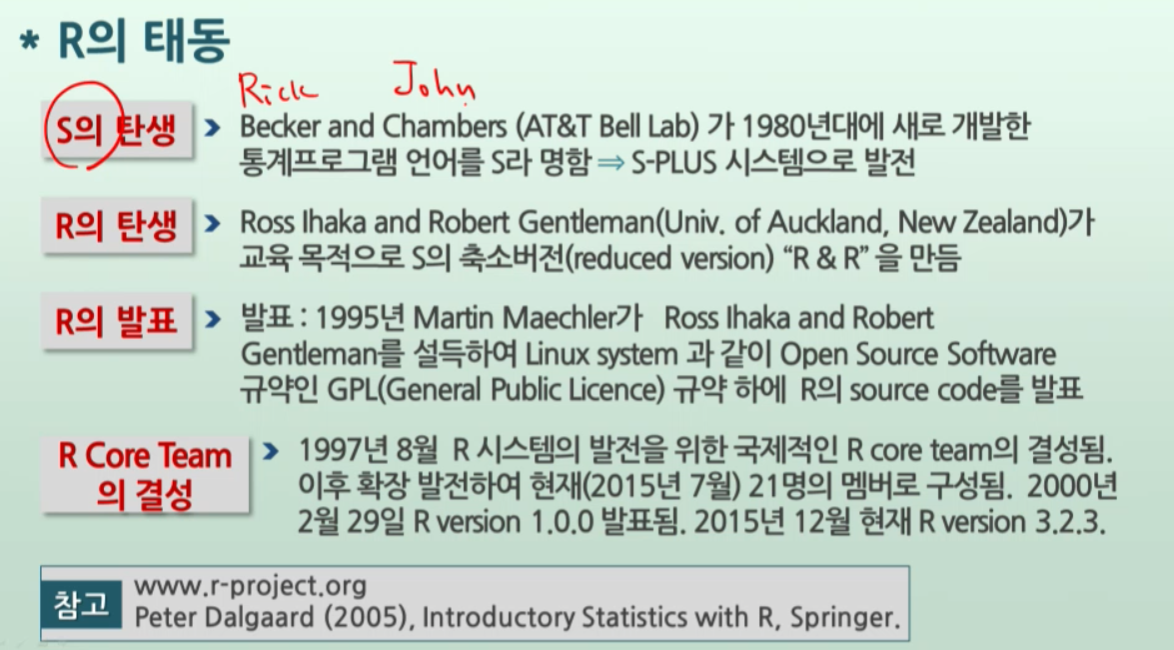 * R의 태동
Rick John
S의 탄생 > Becker and Chambers (AT&T Bell Lab) 가 1980년대에 새로 개발한
통계프로그램 언어를 S라 명함 ⇒ S-PLUS 시스템으로 발전
R의 탄생 > Ross Ihaka and Robert Gentleman(Univ. of Auckland, New Zealand)가
교육 목적으로 S의 축소버전(reduced version) “R & R” 을 만듬
R의 발표 > 발표 : 1995년 Martin Maechler가 Ross Ihaka and Robert
Gentleman를 설득하여 Linux system 과 같이 Open Source Software
규약인 GPL(General Public Licence) 규약 하에 R의 source code를 발표
R Core Team
의 결성
> 1997년 8월 R 시스템의 발전을 위한 국제적인 R core team의 결성됨.
이후 확장 발전하여 현재(2015년 7월) 21명의 멤버로 구성됨. 2000년
2월 29일 R version 1.0.0 발표됨. 2015년 12월 현재 R version 3.2.3.
참고
www.r-project.org
Peter Dalgaard (2005), Introductory Statistics with R, Springer.